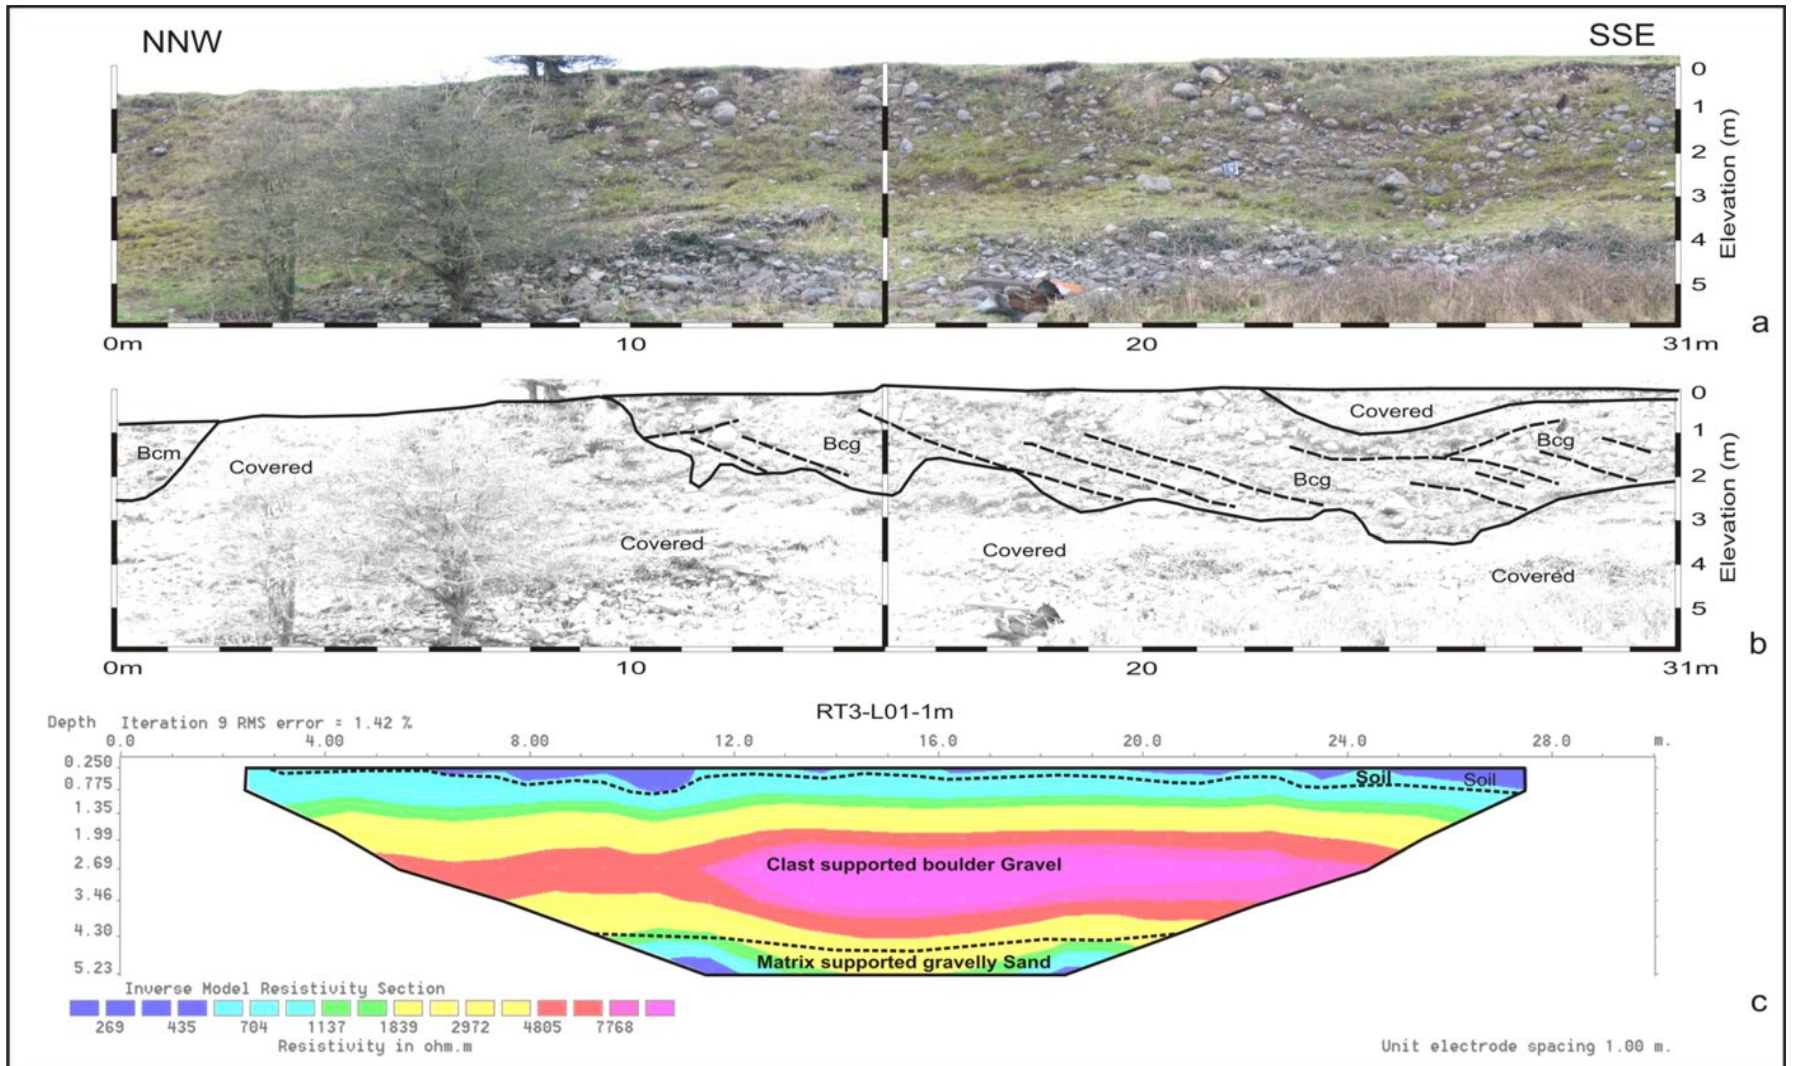 NNW SSE
0
1
2
3
4
5
Elevation (m)
a
0m 10 20 31m
0
1
2
3
4
5
Elevation (m)
Bcm
Covered
Covered
Bcg
Covered
Bcg
Covered
Bcg
Covered
b
0m 10 20 31m
RT3-L01-1m
Depth Iteration 9 RMS error = 1.42 %
0.0 4.00 8.00 12.0 16.0 20.0 24.0 28.0 m.
0.250
0.775
1.35
1.99
2.69
3.46
4.30
5.23
Soil Soil
Clast supported boulder Gravel
Matrix supported gravelly Sand
Inverse Model Resistivity Section
269 435 704 1137 1839 2972 4805 7768
Resistivity in ohm.m
c
Unit electrode spacing 1.00 m.